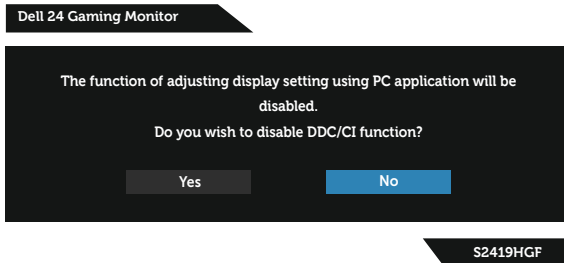 Dell 24 Gaming Monitor
The function of adjusting display setting using PC application will be
disabled.
Do you wish to disable DDC/CI function?
Yes
No
S2419HGF